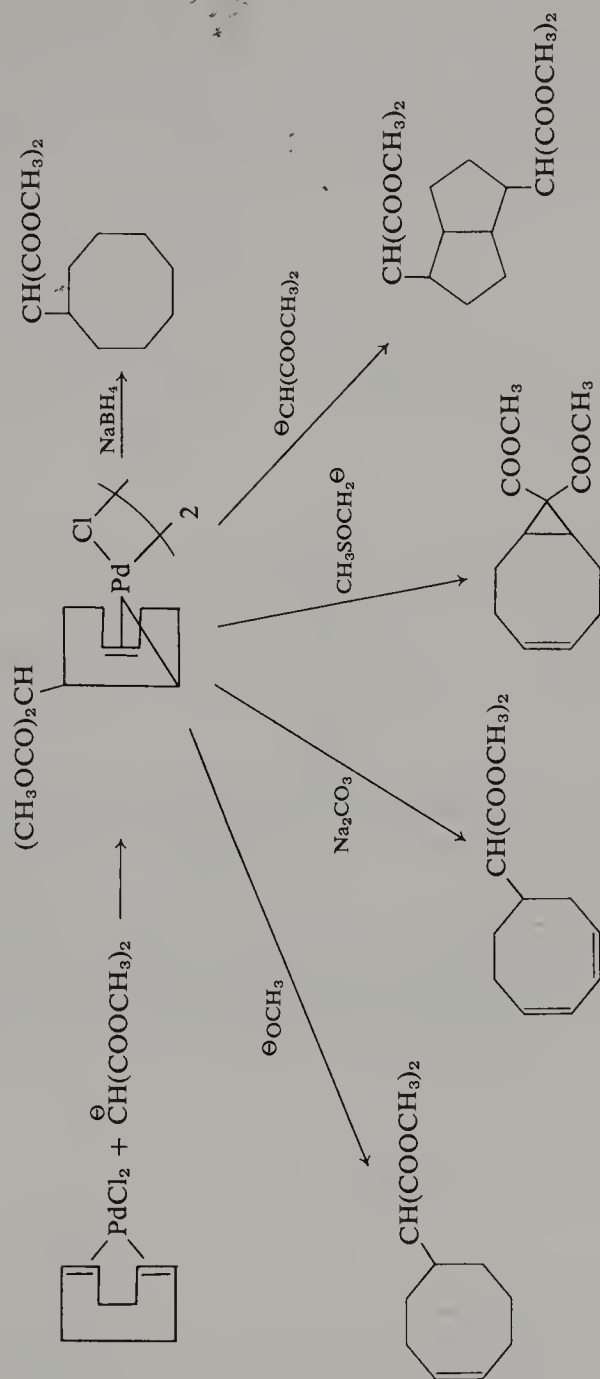 PdCl₂ + ⊖CH(COOCH₃)₂
(CH₃OCO)₂CH
Pd
Cl
2
NaBH₄
CH(COOCH₃)₂
⊖OCH₃
Na₂CO₃
CH₃SOCH₂⊖
⊖CH(COOCH₃)₂
CH(COOCH₃)₂
CH(COOCH₃)₂
COOCH₃
COOCH₃
CH(COOCH₃)₂
CH(COOCH₃)₂